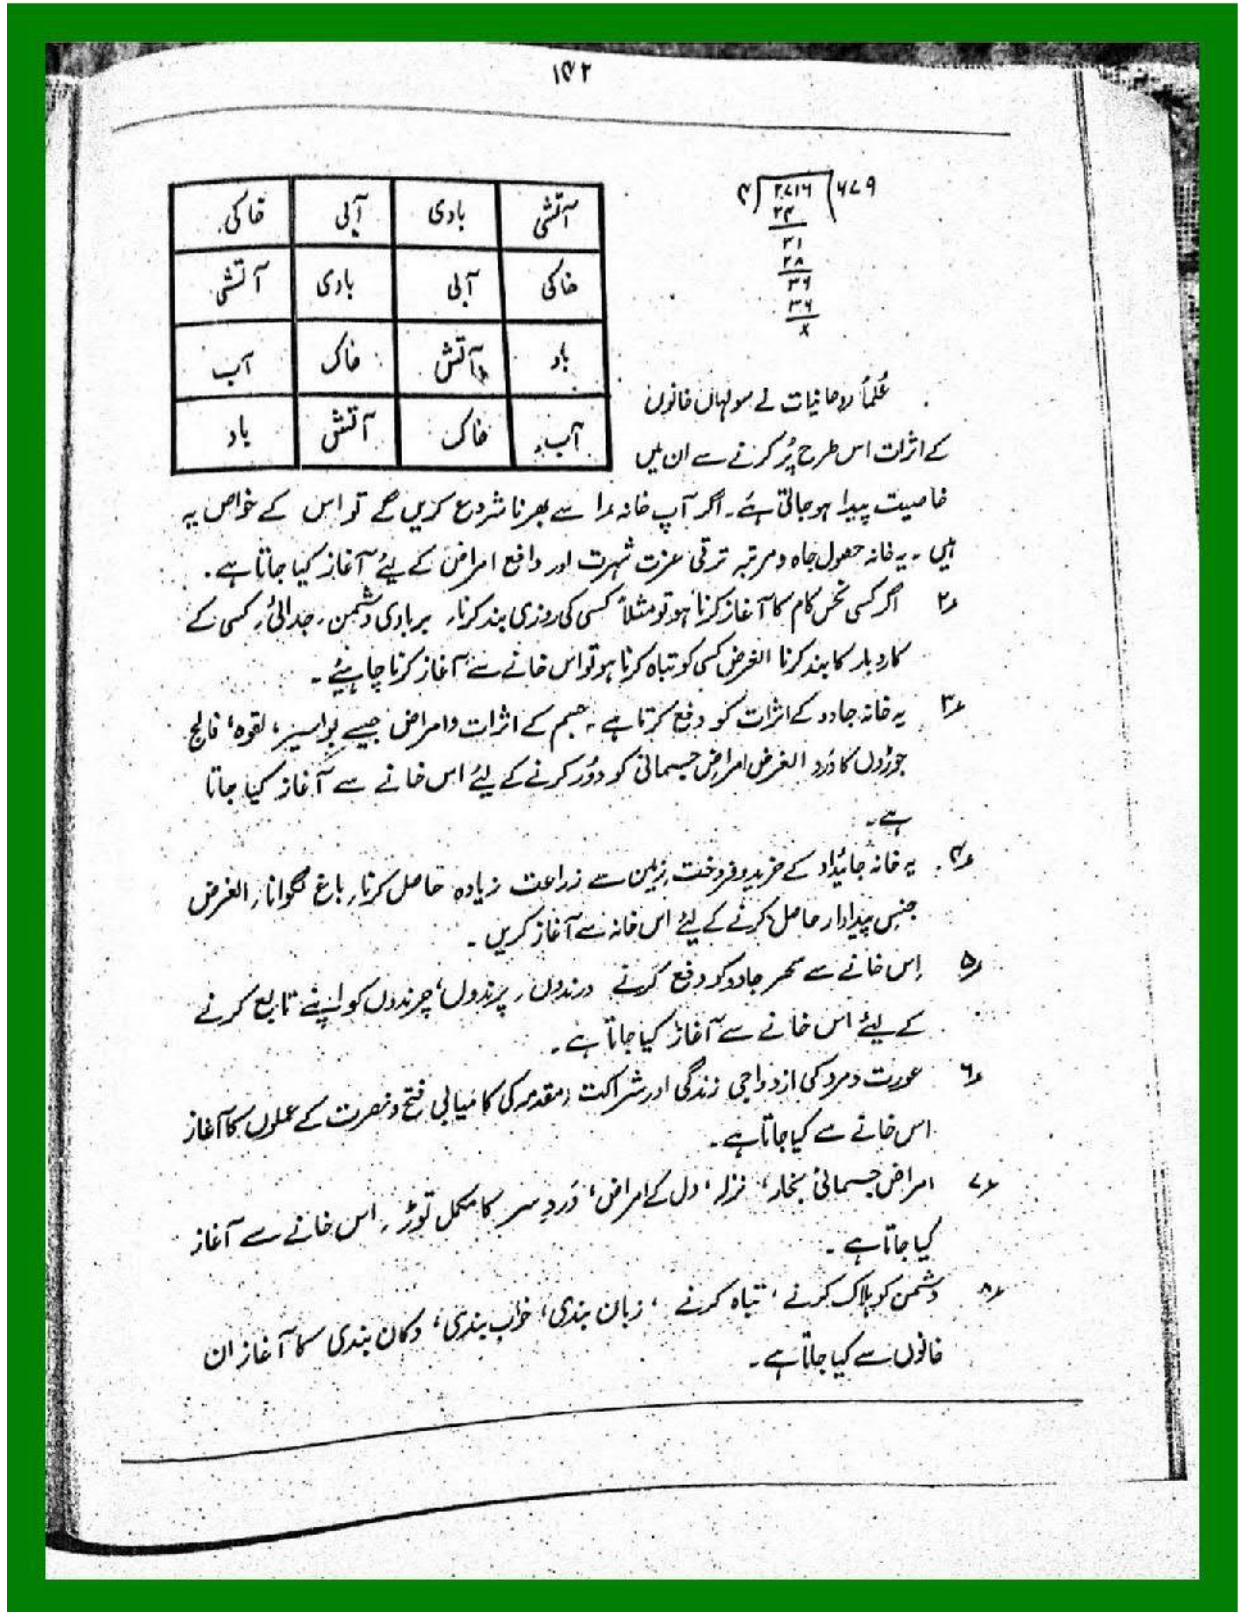 ۱۴۲
آتشی بادی آبی خاکی
خاکی آبی بادی آتشی
باد آتش خاک آب
آب خاک آتش باد
۴) ۲۷۱۶ (۶۷۹
۲۴
۳۱
۲۸
۳۶
۳۶
x
عُلمأ روحانیات نے سولہاں خانوں
کے اثرات اس طرح پُر کرنے سے ان میں
خاصیت پیدا ہو جاتی ہے۔ اگر آپ خانہ ۱ سے بھرنا شروع کریں گے تو اس کے خواص یہ
ہیں ۔ یہ خانہ حصول جاہ و مرتبہ ترقی عزت شہرت اور دافع امراض کے لیئے آغاز کیا جاتا ہے ۔
۲ اگر کسی نحس کام کا آغاز کرنا ہو تو مثلاً کسی کی روزی بند کرنا، بربادی دشمن ، جدائی، کسی کے
کاروبار کا بند کرنا الغرض کسی کو تباہ کرنا ہو تو اس خانے سے آغاز کرنا چاہیئے ۔
۳ یہ خانہ جادو کے اثرات کو دفع کرتا ہے ۔ جسم کے اثرات و امراض جیسے بواسیر، لقوہ، فالج
جوڑوں کا درد الغرض امراض جسمانی کو دُور کرنے کے لیئے اس خانے سے آغاز کیا جاتا
ہے ۔
۴ یہ خانہ جائیداد کے خرید و فروخت، زمین سے زراعت زیادہ حاصل کرنا، باغ لگوانا، الغرض
جنس پیداوار حاصل کرنے کے لیئے اس خانہ سے آغاز کریں ۔
۵ اِس خانے سے سحر جادو کو دفع کرنے درندوں، پرندوں، چرندوں کو اپنے تابع کرنے
کے لیئے اس خانے سے آغاز کیا جاتا ہے ۔
۶ عورت و مرد کی ازدواجی زندگی اور شراکت، مقدمہ کی کامیابی فتح و نصرت کے عملوں کا آغاز
اس خانے سے کیا جاتا ہے ۔
۷ امراض جسمانی بخار، نزلہ، دل کے امراض، دردِ سر کا مکمل توڑ ۔ اس خانے سے آغاز
کیا جاتا ہے ۔
۸ دشمن کو ہلاک کرنے ، تباہ کرنے ، زبان بندی، خواب بندی، دکان بندی کا آغاز ان
خانوں سے کیا جاتا ہے ۔